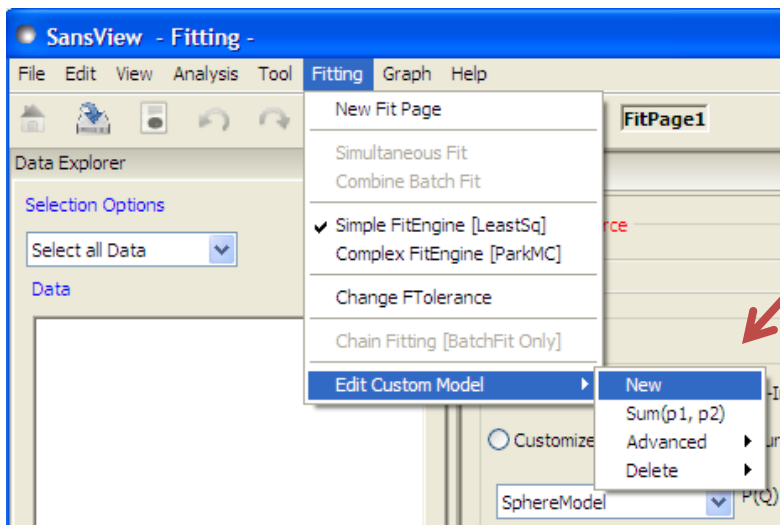 SansView - Fitting -
File Edit View Analysis Tool Fitting Graph Help
New Fit Page
FitPage1
Data Explorer
Simultaneous Fit
Combine Batch Fit
Selection Options
Simple FitEngine [LeastSq]
Select all Data
Complex FitEngine [ParkMC]
Data
Change FTolerance
Chain Fitting [BatchFit Only]
Edit Custom Model
New
Sum(p1, p2)
Customize
Advanced
Delete
SphereModel
P(Q)